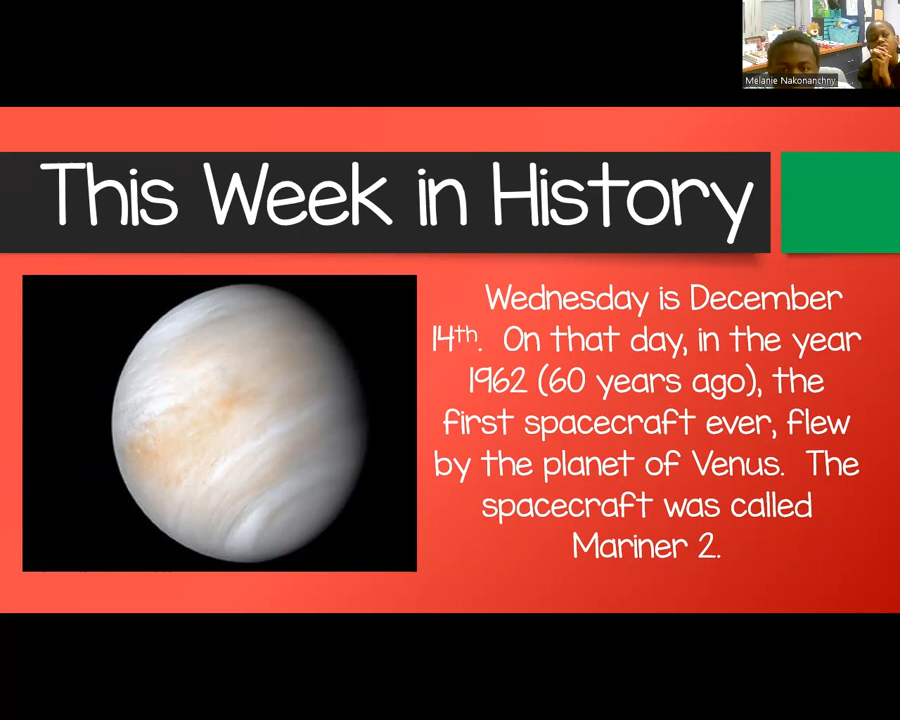 Melanie Nakonanchny
This Week in History
Wednesday is December
14th. On that day, in the year
1962 (60 years ago), the
first spacecraft ever, flew
by the planet of Venus. The
spacecraft was called
Mariner 2.